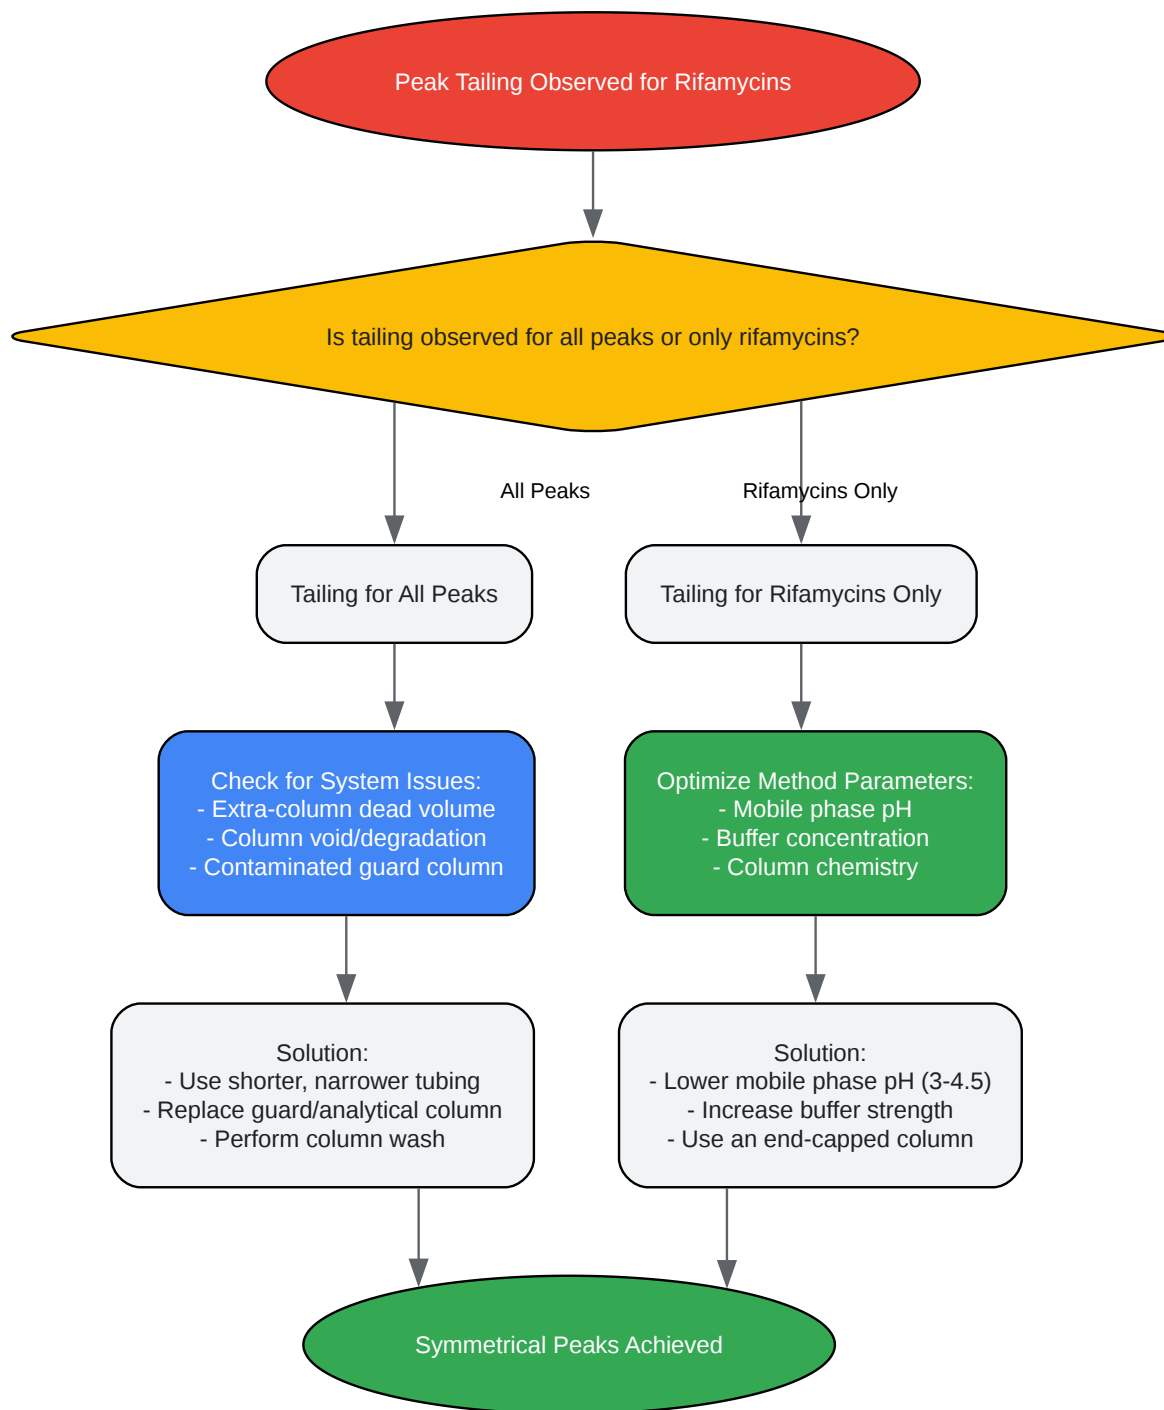 Peak Tailing Observed for Rifamycins
Is tailing observed for all peaks or only rifamycins?
All Peaks
Rifamycins Only
Tailing for All Peaks
Tailing for Rifamycins Only
Check for System Issues:
- Extra-column dead volume
- Column void/degradation
- Contaminated guard column
Optimize Method Parameters:
- Mobile phase pH
- Buffer concentration
- Column chemistry
Solution:
- Use shorter, narrower tubing
- Replace guard/analytical column
- Perform column wash
Solution:
- Lower mobile phase pH (3-4.5)
- Increase buffer strength
- Use an end-capped column
Symmetrical Peaks Achieved